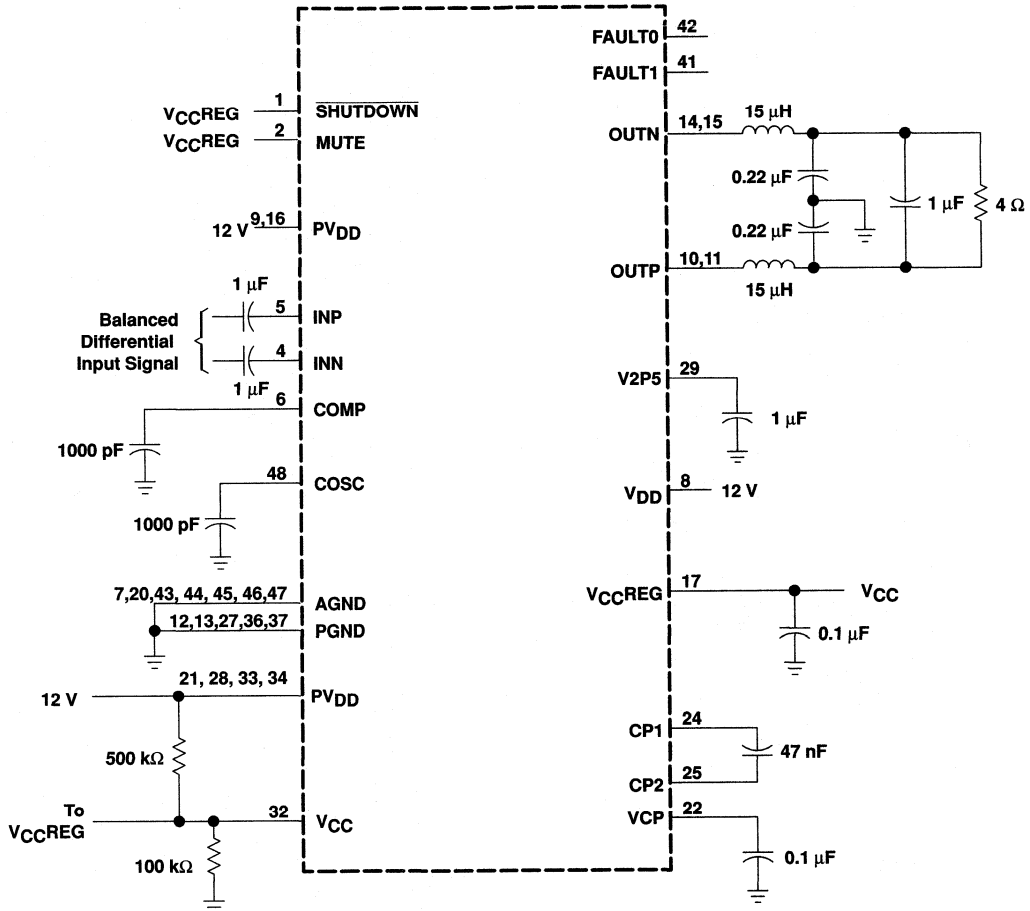 FAULT0 42
FAULT1 41
VCCREG 1 SHUTDOWN
VCCREG 2 MUTE
OUTN 14,15 15 µH
0.22 µF
0.22 µF
1 µF
4 Ω
OUTP 10,11
15 µH
12 V 9,16 PVDD
1 µF
5 INP
Balanced
Differential
Input Signal
4 INN
1 µF
6 COMP
1000 pF
V2P5 29
1 µF
48 COSC
1000 pF
VDD 8 12 V
7,20,43, 44, 45, 46,47 AGND
12,13,27,36,37 PGND
VCCREG 17 VCC
0.1 µF
12 V 21, 28, 33, 34 PVDD
500 kΩ
CP1 24
47 nF
CP2 25
To
VCCREG
32 VCC
100 kΩ
VCP 22
0.1 µF